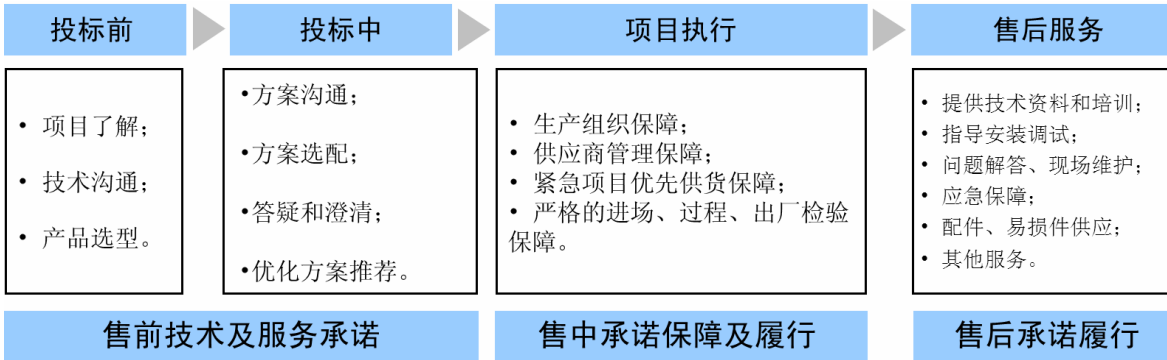 投标前
投标中
项目执行
售后服务
• 项目了解；
• 技术沟通；
• 产品选型。
•方案沟通；
•方案选配；
•答疑和澄清；
•优化方案推荐。
• 生产组织保障；
• 供应商管理保障；
• 紧急项目优先供货保障；
• 严格的进场、过程、出厂检验
保障。
• 提供技术资料和培训；
• 指导安装调试；
• 问题解答、现场维护；
• 应急保障；
• 配件、易损件供应；
• 其他服务。
售前技术及服务承诺
售中承诺保障及履行
售后承诺履行